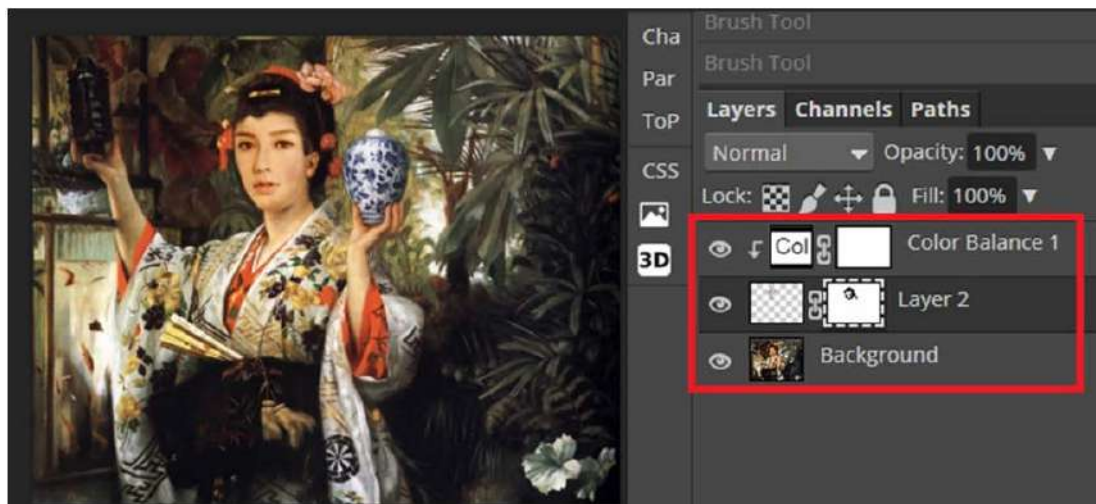 Brush Tool
Brush Tool
Cha
Par
ToP
CSS
3D
Layers Channels Paths
Normal Opacity: 100%
Lock: Fill: 100%
Col Color Balance 1
Layer 2
Background